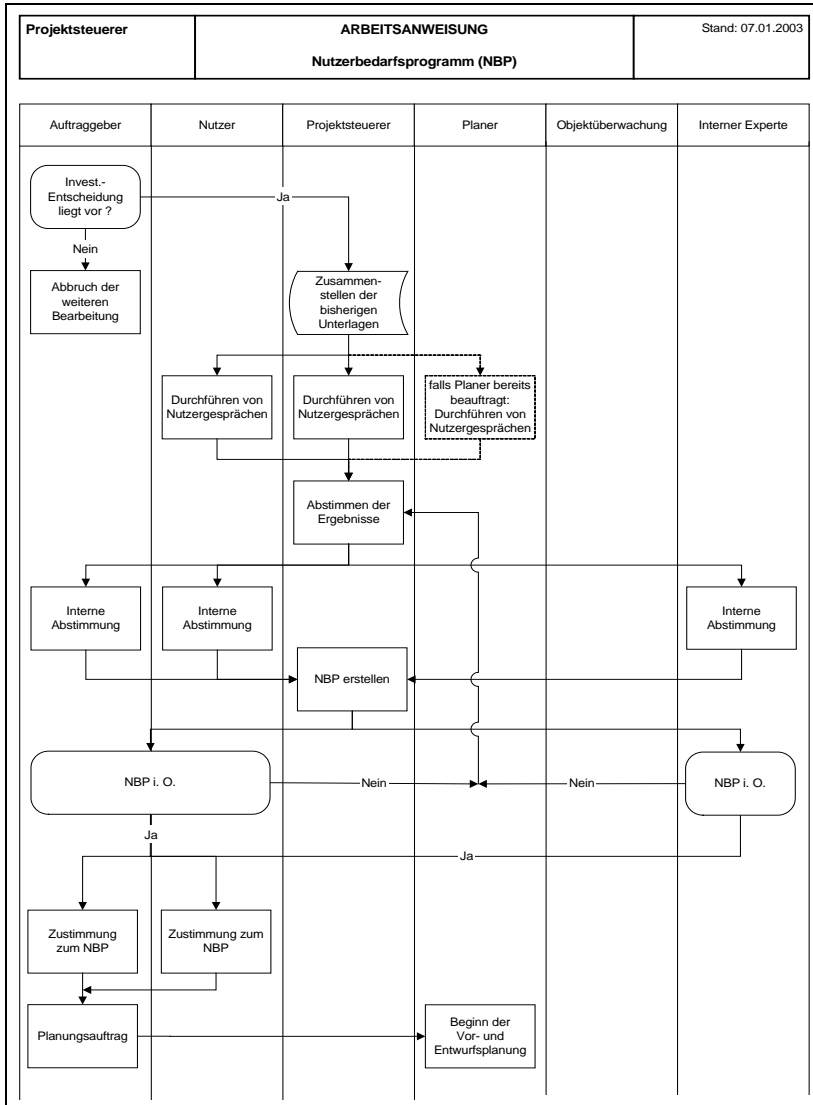 Projektsteuerer
ARBEITSANWEISUNG
Nutzerbedarfsprogramm (NBP)
Stand: 07.01.2003
Auftraggeber
Nutzer
Projektsteuerer
Planer
Objektüberwachung
Interner Experte
Invest.-
Entscheidung
liegt vor ?
Ja
Nein
Abbruch der
weiteren
Bearbeitung
Zusammen-
stellen der
bisherigen
Unterlagen
Durchführen von
Nutzergesprächen
Durchführen von
Nutzergesprächen
falls Planer bereits
beauftragt:
Durchführen von
Nutzergesprächen
Abstimmen der
Ergebnisse
Interne
Abstimmung
Interne
Abstimmung
Interne
Abstimmung
NBP erstellen
NBP i. O.
Nein
Nein
NBP i. O.
Ja
Ja
Zustimmung
zum NBP
Zustimmung zum
NBP
Planungsauftrag
Beginn der
Vor- und
Entwurfsplanung